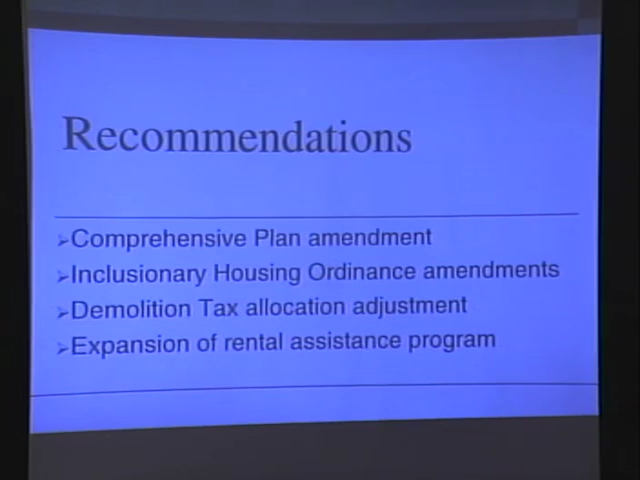 Recommendations
➢Comprehensive Plan amendment
➢Inclusionary Housing Ordinance amendments
➢Demolition Tax allocation adjustment
➢Expansion of rental assistance program